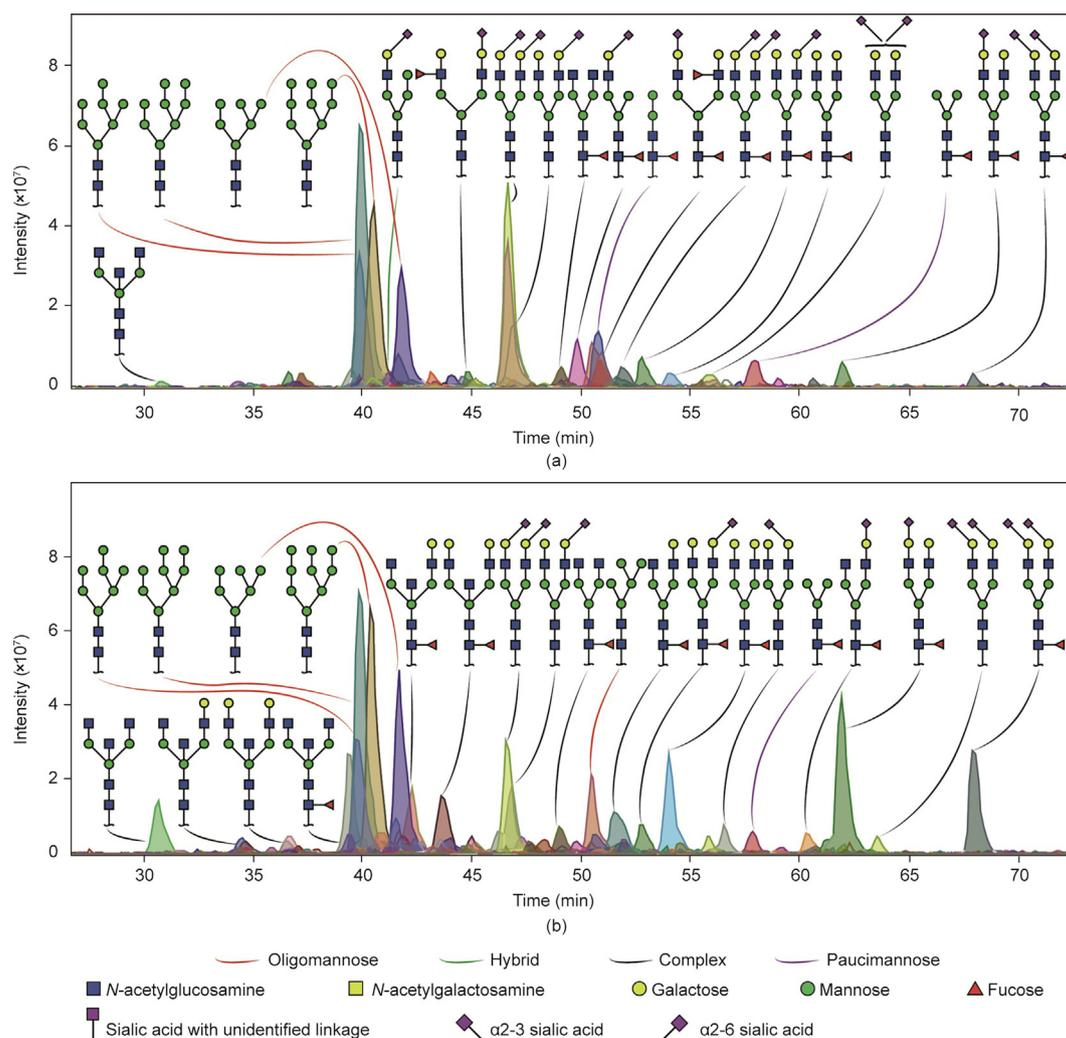 8
6
4
2
0
Intensity (×10⁷)
30 35 40 45 50 55 60 65 70
Time (min)
(a)
8
6
4
2
0
Intensity (×10⁷)
30 35 40 45 50 55 60 65 70
Time (min)
(b)
Oligomannose Hybrid Complex Paucimannose
N-acetylglucosamine N-acetylgalactosamine Galactose Mannose Fucose
Sialic acid with unidentified linkage α2-3 sialic acid α2-6 sialic acid